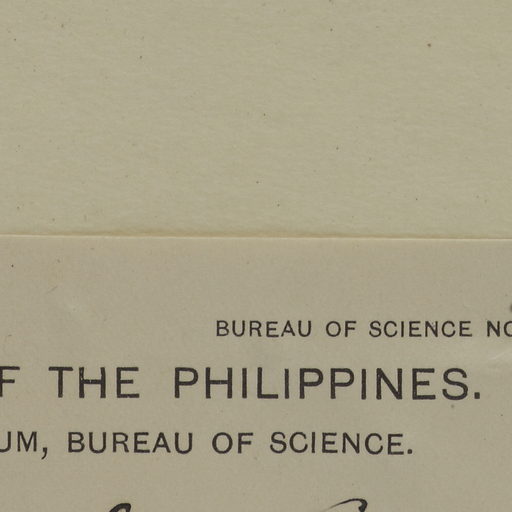 BUREAU OF SCIENCE NO
F THE PHILIPPINES.
UM, BUREAU OF SCIENCE.